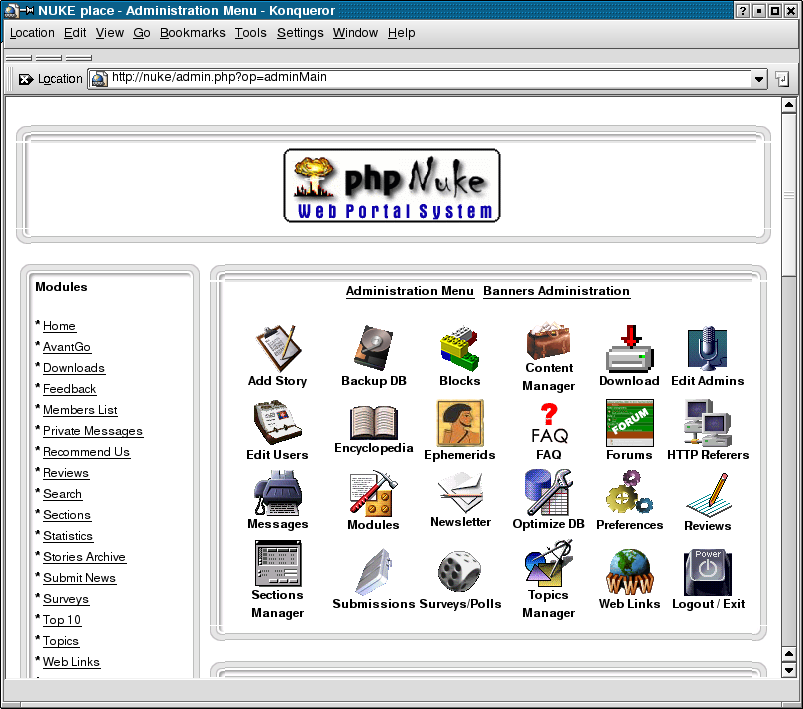 NUKE place - Administration Menu - Konqueror
Location Edit View Go Bookmarks Tools Settings Window Help
Location http://nuke/admin.php?op=adminMain
php Nuke
Web Portal System
Modules
* Home
* AvantGo
* Downloads
* Feedback
* Members List
* Private Messages
* Recommend Us
* Reviews
* Search
* Sections
* Statistics
* Stories Archive
* Submit News
* Surveys
* Top 10
* Topics
* Web Links
Administration Menu Banners Administration
Add Story
Backup DB
Blocks
Content
Manager
Download
Edit Admins
Edit Users
Encyclopedia
Ephemerids
FAQ
FAQ
FORUM
Forums
HTTP Referers
Messages
Modules
Newsletter
Optimize DB
Preferences
Reviews
Sections
Manager
Submissions
Surveys/Polls
Topics
Manager
Web Links
Power
Logout / Exit